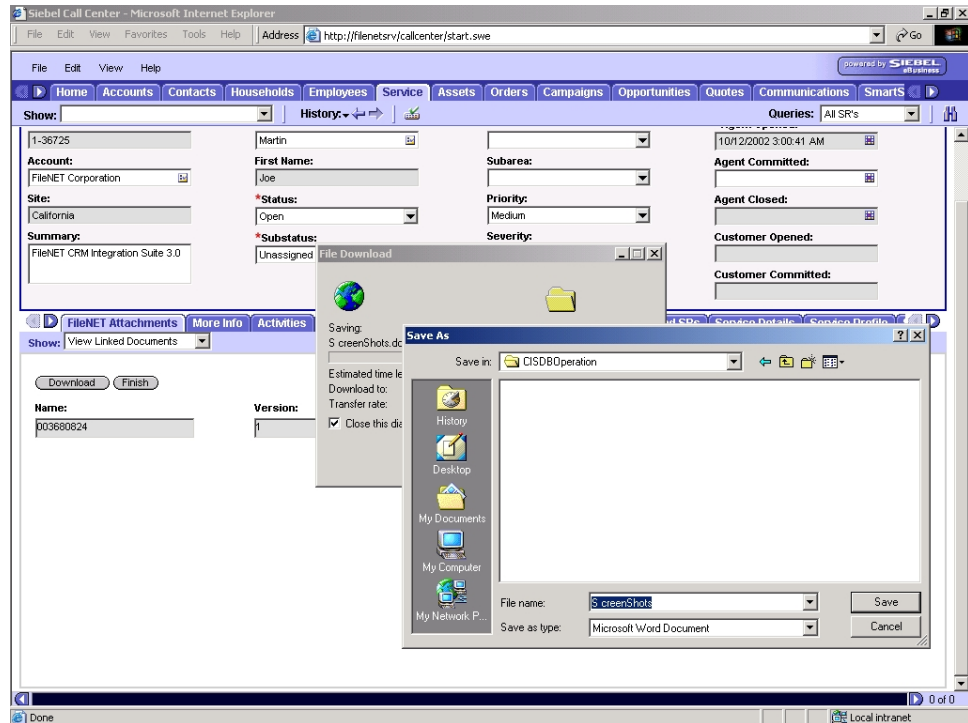 Siebel Call Center - Microsoft Internet Explorer
File Edit View Favorites Tools Help Address http://filenetsrv/callcenter/start.swe Go
File Edit View Help powered by SIEBEL eBusiness
Home Accounts Contacts Households Employees Service Assets Orders Campaigns Opportunities Quotes Communications SmartS
Show: History: Queries: All SR's
1-36725 Martin 10/12/2002 3:00:41 AM
Account: First Name: Subarea: Agent Committed:
FileNET Corporation Joe
Site: *Status: Priority: Agent Closed:
California Open Medium
Summary: *Substatus: Severity: Customer Opened:
FileNET CRM Integration Suite 3.0 Unassigned
Customer Committed:
File Download
Saving:
S creenShots.do
Estimated time le
Download to:
Transfer rate:
Close this dia
FileNET Attachments More Info Activities
Show: View Linked Documents
Download Finish
Name: Version:
003680824 1
Save As
Save in: CISDBOperation
History
Desktop
My Documents
My Computer
My Network P...
File name: S creenShots Save
Save as type: Microsoft Word Document Cancel
0 of 0
Done Local intranet